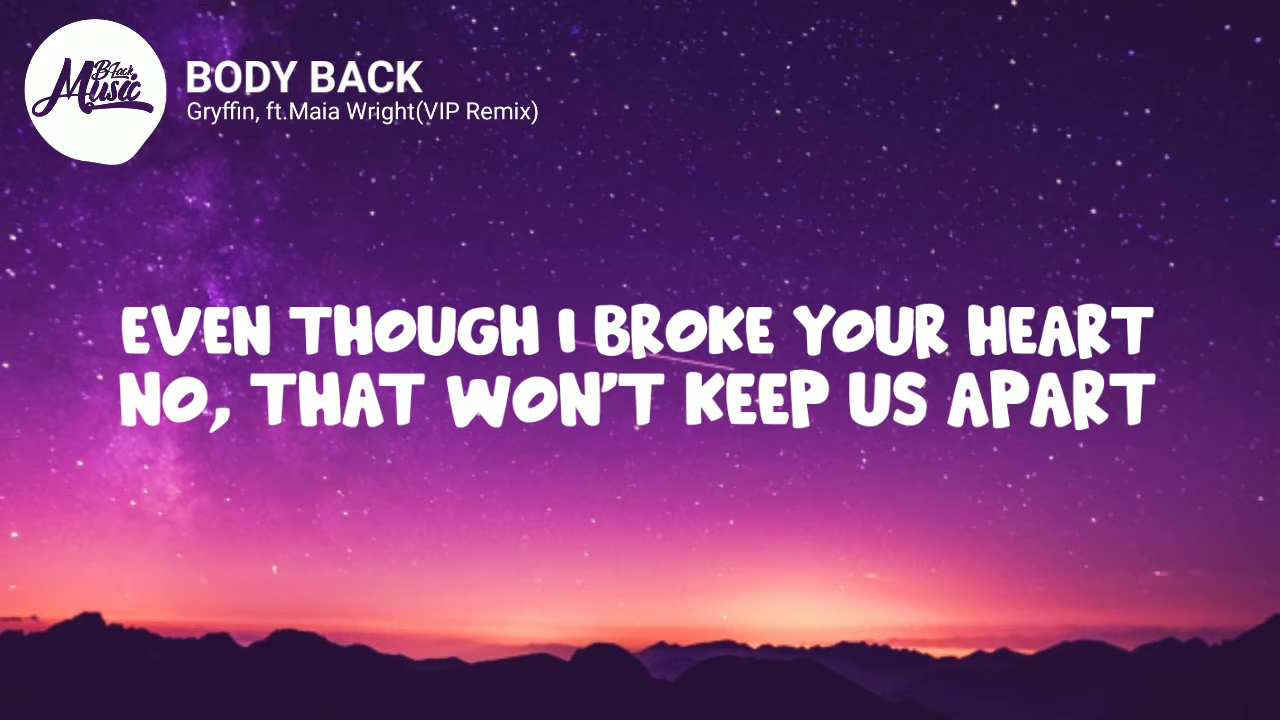 Black
Music
BODY BACK
Gryffin, ft.Maia Wright(VIP Remix)
EVEN THOUGH I BROKE YOUR HEART
NO, THAT WON'T KEEP US APART